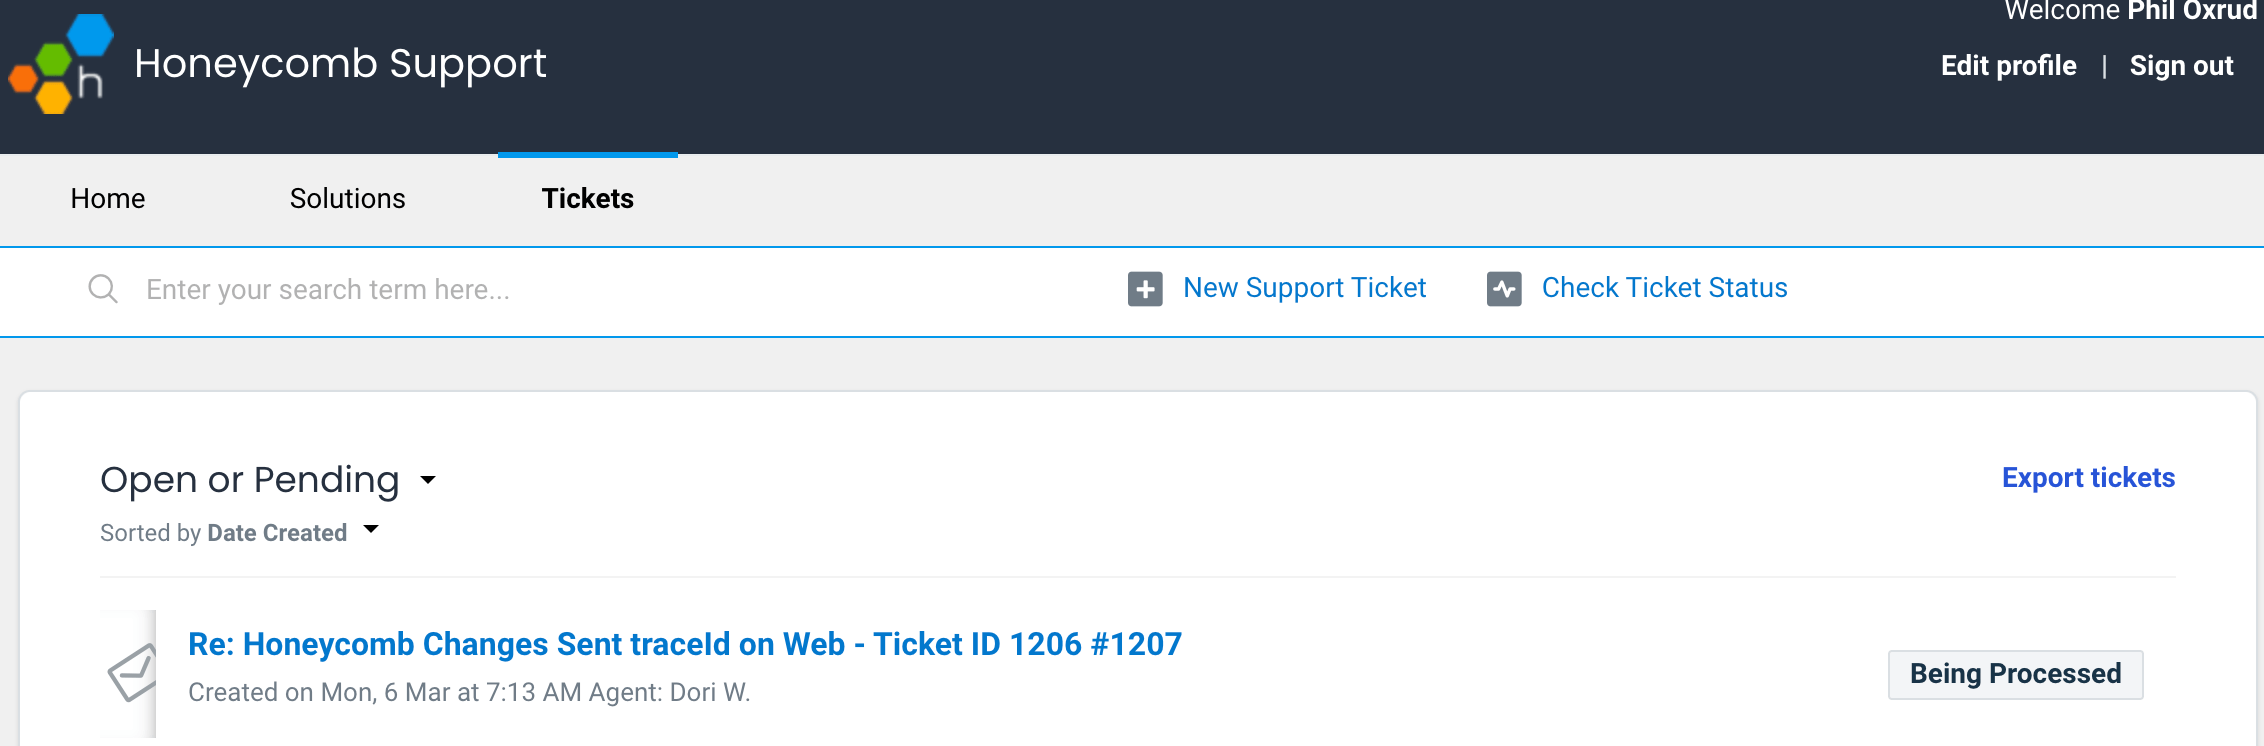 Welcome Phil Oxrud
h
Honeycomb Support
Edit profile | Sign out
Home Solutions Tickets
Enter your search term here...
New Support Ticket Check Ticket Status
Open or Pending
Export tickets
Sorted by Date Created
Re: Honeycomb Changes Sent traceId on Web - Ticket ID 1206 #1207
Created on Mon, 6 Mar at 7:13 AM Agent: Dori W.
Being Processed